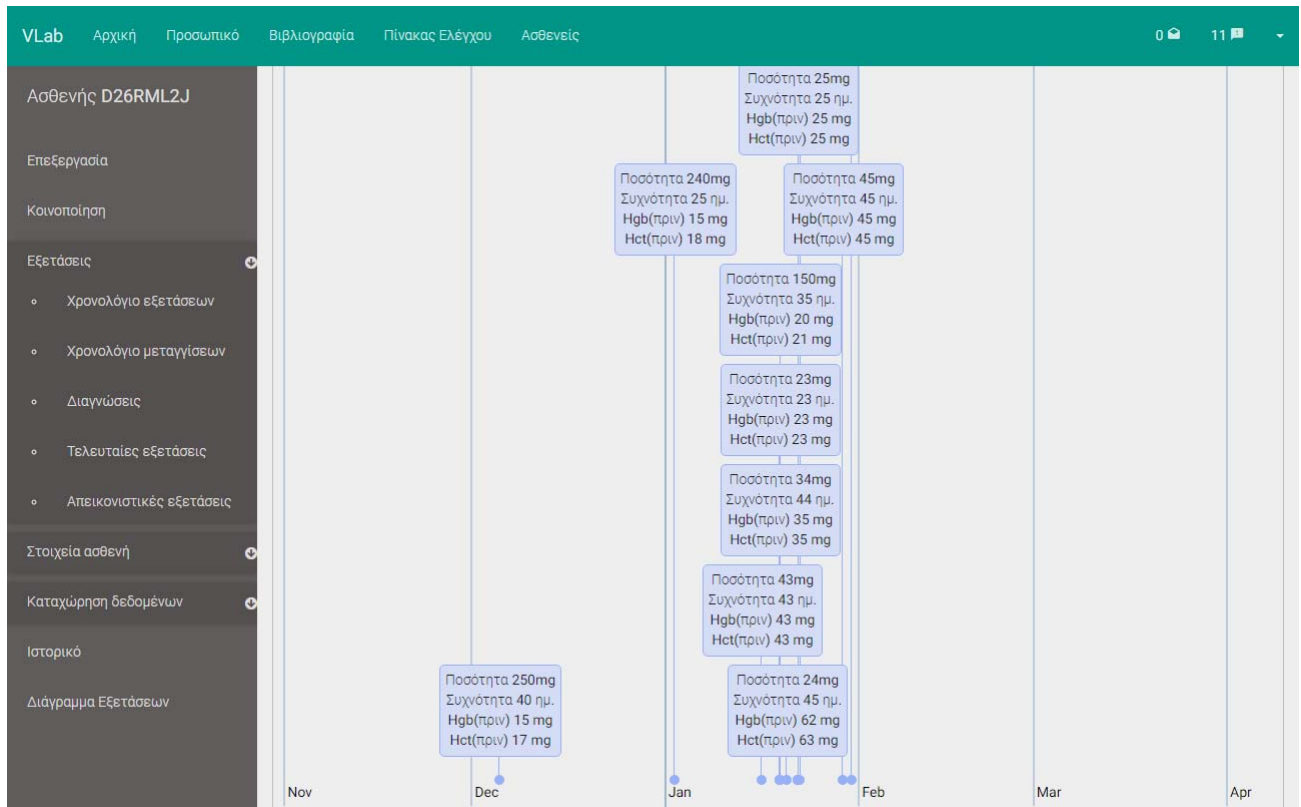 VLab Αρχική Προσωπικό Βιβλιογραφία Πίνακας Ελέγχου Ασθενείς 0 11
Ασθενής D26RML2J
Επεξεργασία
Κοινοποίηση
Εξετάσεις
Χρονολόγιο εξετάσεων
Χρονολόγιο μεταγγίσεων
Διαγνώσεις
Τελευταίες εξετάσεις
Απεικονιστικές εξετάσεις
Στοιχεία ασθενή
Καταχώρηση δεδομένων
Ιστορικό
Διάγραμμα Εξετάσεων
Ποσότητα 25mg
Συχνότητα 25 ημ.
Hgb(πριν) 25 mg
Hct(πριν) 25 mg
Ποσότητα 240mg
Συχνότητα 25 ημ.
Hgb(πριν) 15 mg
Hct(πριν) 18 mg
Ποσότητα 45mg
Συχνότητα 45 ημ.
Hgb(πριν) 45 mg
Hct(πριν) 45 mg
Ποσότητα 150mg
Συχνότητα 35 ημ.
Hgb(πριν) 20 mg
Hct(πριν) 21 mg
Ποσότητα 23mg
Συχνότητα 23 ημ.
Hgb(πριν) 23 mg
Hct(πριν) 23 mg
Ποσότητα 34mg
Συχνότητα 44 ημ.
Hgb(πριν) 35 mg
Hct(πριν) 35 mg
Ποσότητα 43mg
Συχνότητα 43 ημ.
Hgb(πριν) 43 mg
Hct(πριν) 43 mg
Ποσότητα 250mg
Συχνότητα 40 ημ.
Hgb(πριν) 15 mg
Hct(πριν) 17 mg
Ποσότητα 24mg
Συχνότητα 45 ημ.
Hgb(πριν) 62 mg
Hct(πριν) 63 mg
Nov Dec Jan Feb Mar Apr